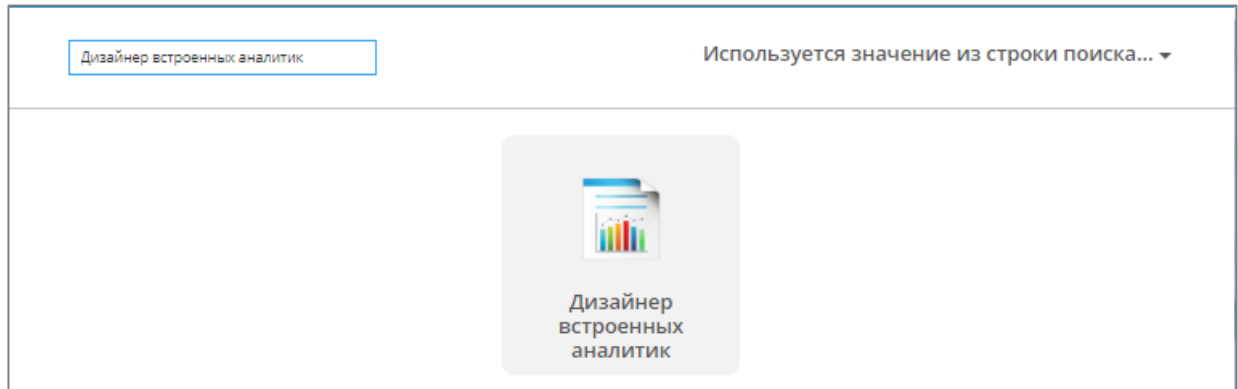 Дизайнер встроенных аналитик
Используется значение из строки поиска...
Дизайнер
встроенных
аналитик